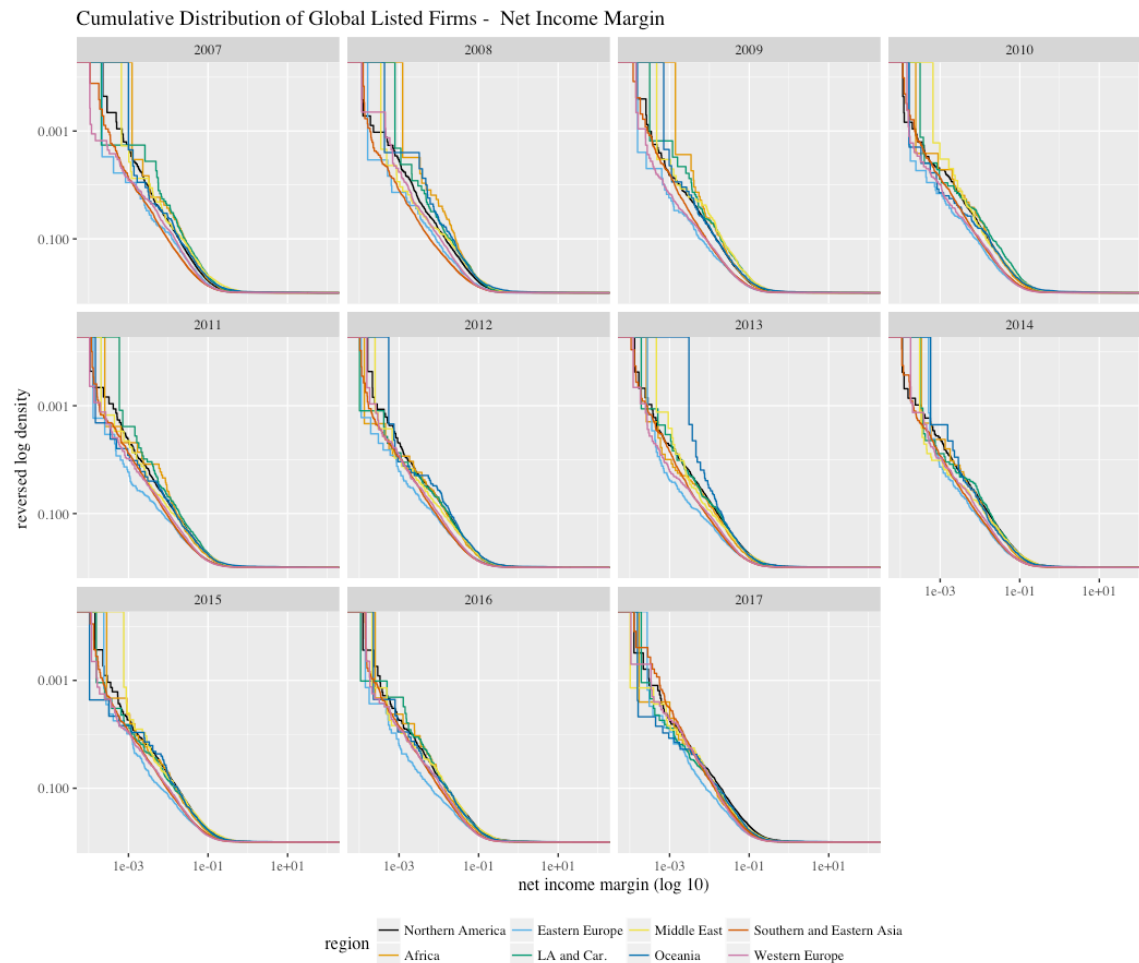 Cumulative Distribution of Global Listed Firms -  Net Income Margin
2007
2008
2009
2010
0.001
0.100
2011
2012
2013
2014
0.001
0.100
1e-03
1e-01
1e+01
2015
2016
2017
0.001
0.100
1e-03
1e-01
1e+01
1e-03
1e-01
1e+01
1e-03
1e-01
1e+01
reversed log density
net income margin (log 10)
region
Northern America
Eastern Europe
Middle East
Southern and Eastern Asia
Africa
LA and Car.
Oceania
Western Europe